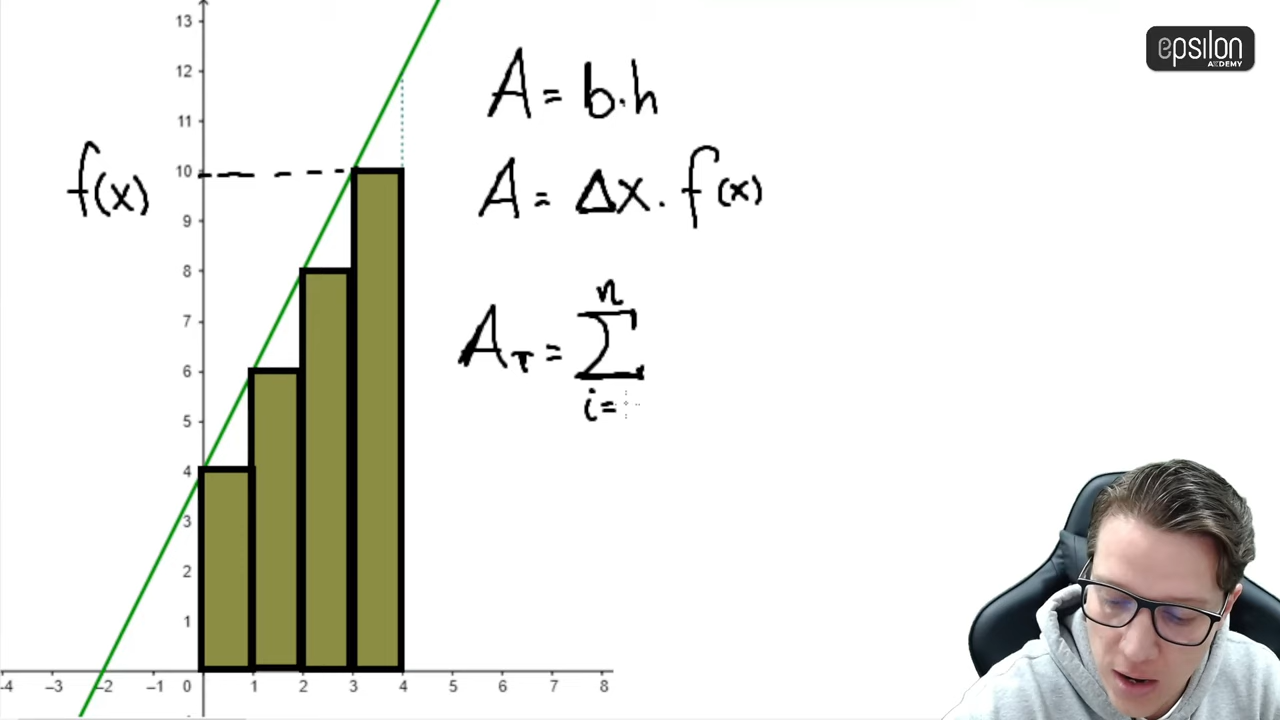 epsilon
AXDEMY
A = b·h
A = Δx · f(x)
A_T = Σ
n
i=
f(x)
13
12
11
10
9
8
7
6
5
4
3
2
1
-4 -3 -2 -1 0 1 2 3 4 5 6 7 8